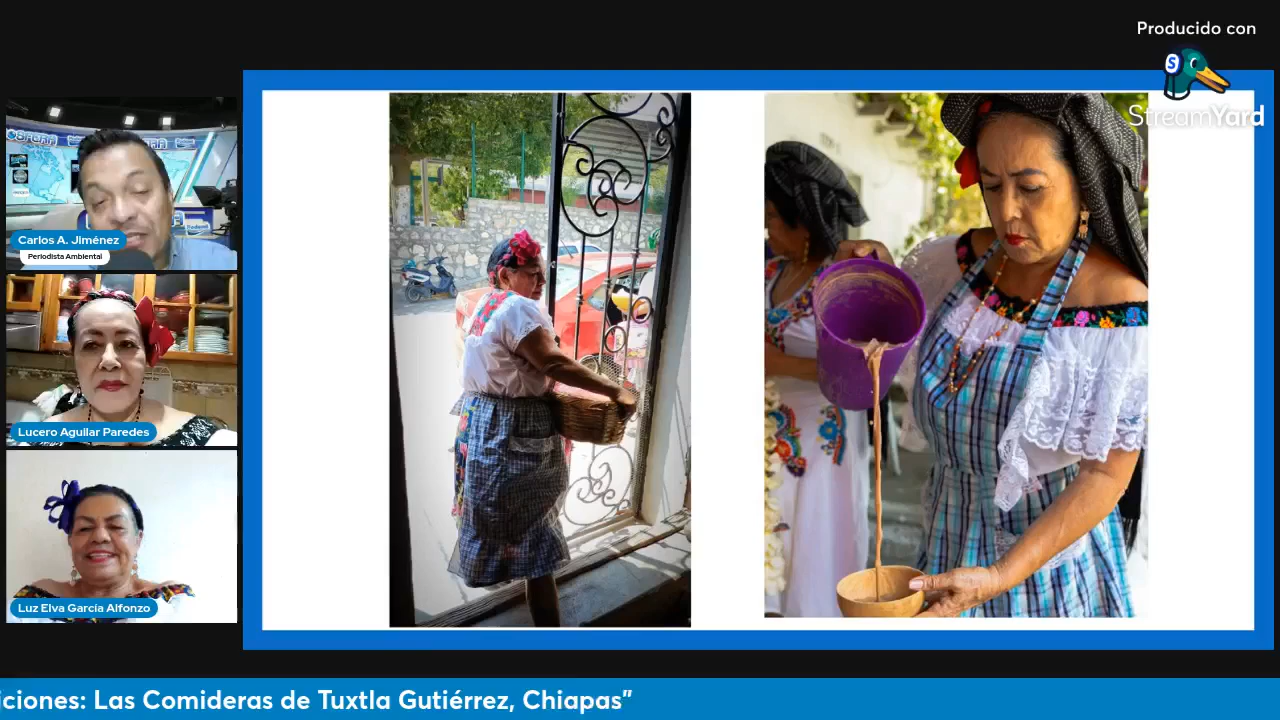 Producido con
StreamYard
Carlos A. Jiménez
Periodista Ambiental
Lucero Aguilar Paredes
Luz Elva García Alfonzo
iciones: Las Comideras de Tuxtla Gutiérrez, Chiapas”